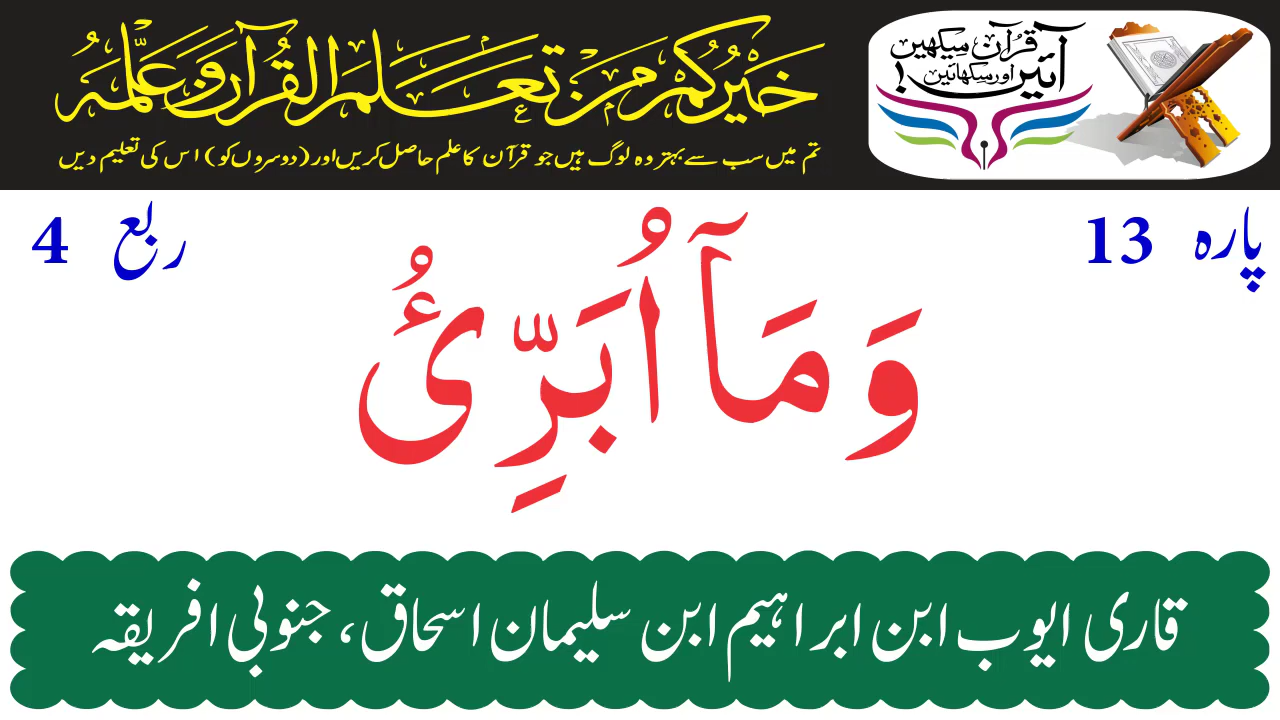 خَيْرُكُمْ مَنْ تَعَلَّمَ الْقُرْآنَ وَعَلَّمَهُ
تم میں سب سے بہتر وہ لوگ ہیں جو قرآن کا علم حاصل کریں اور (دوسروں کو) اس کی تعلیم دیں
آئیں قرآن سیکھیں
اور سکھائیں!
پارہ 13
ربع 4
وَمَآ اُبَرِّئُ
قاری ایوب ابن ابراہیم ابن سلیمان اسحاق، جنوبی افریقہ